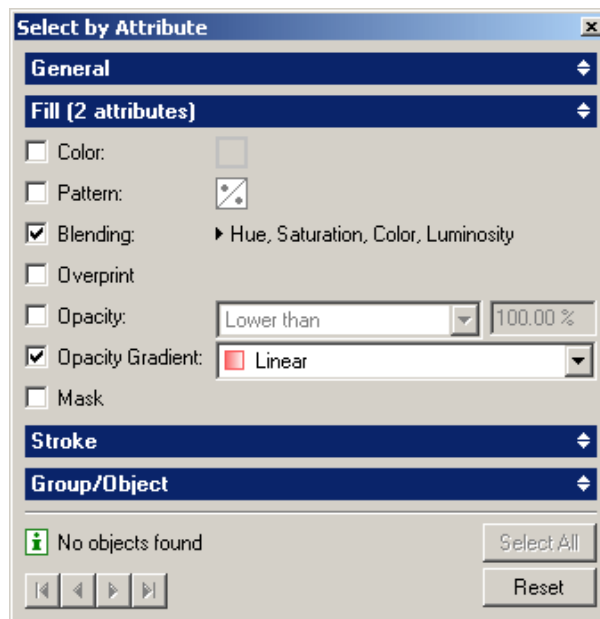 Select by Attribute
General
Fill (2 attributes)
Color:
Pattern:
Blending: Hue, Saturation, Color, Luminosity
Overprint
Opacity: Lower than 100.00 %
Opacity Gradient: Linear
Mask
Stroke
Group/Object
No objects found Select All
Reset